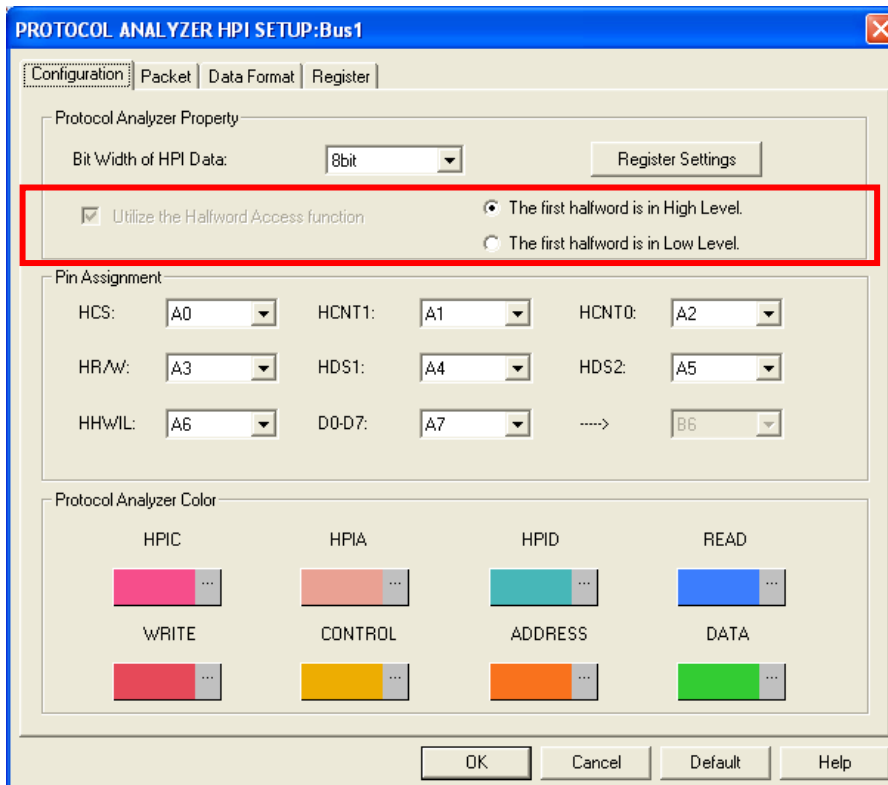 PROTOCOL ANALYZER HPI SETUP:Bus1
Configuration Packet Data Format Register
Protocol Analyzer Property
Bit Width of HPI Data: 8bit Register Settings
Utilize the Halfword Access function
The first halfword is in High Level.
The first halfword is in Low Level.
Pin Assignment
HCS: A0 HCNT1: A1 HCNT0: A2
HR/W: A3 HDS1: A4 HDS2: A5
HHWIL: A6 D0-D7: A7 ----> B6
Protocol Analyzer Color
HPIC HPIA HPID READ
... ... ... ...
WRITE CONTROL ADDRESS DATA
... ... ... ...
OK Cancel Default Help